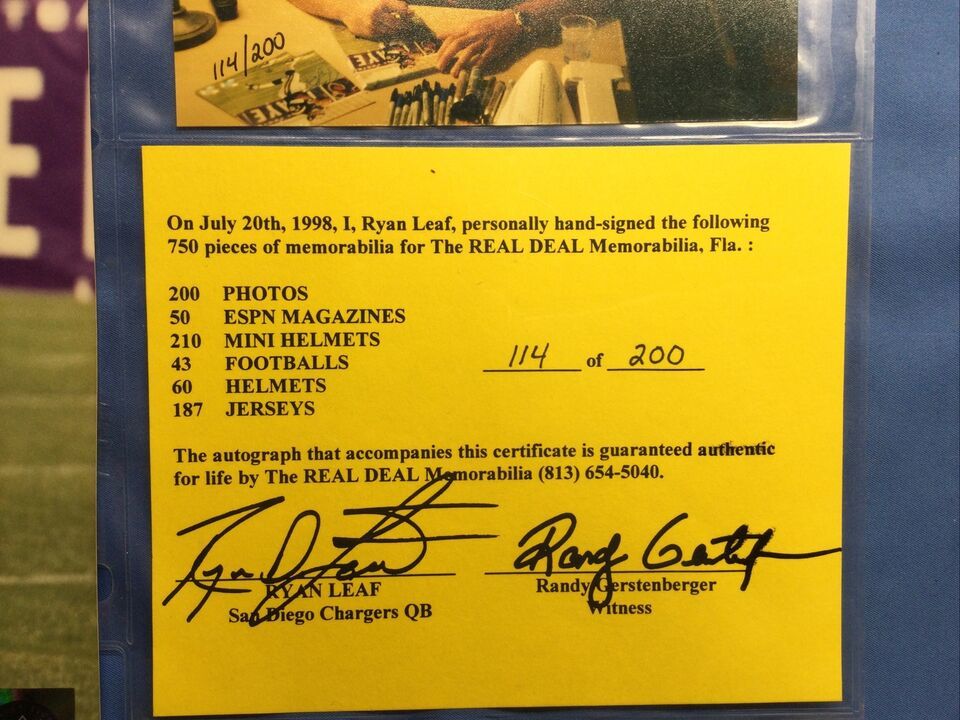 114/200
E
On July 20th, 1998, I, Ryan Leaf, personally hand-signed the following
750 pieces of memorabilia for The REAL DEAL Memorabilia, Fla. :
200 PHOTOS
50 ESPN MAGAZINES
210 MINI HELMETS
43 FOOTBALLS
60 HELMETS
187 JERSEYS
114 of 200
The autograph that accompanies this certificate is guaranteed authentic
for life by The REAL DEAL Memorabilia (813) 654-5040.
RYAN LEAF
San Diego Chargers QB
Randy Gerstenberger
Witness